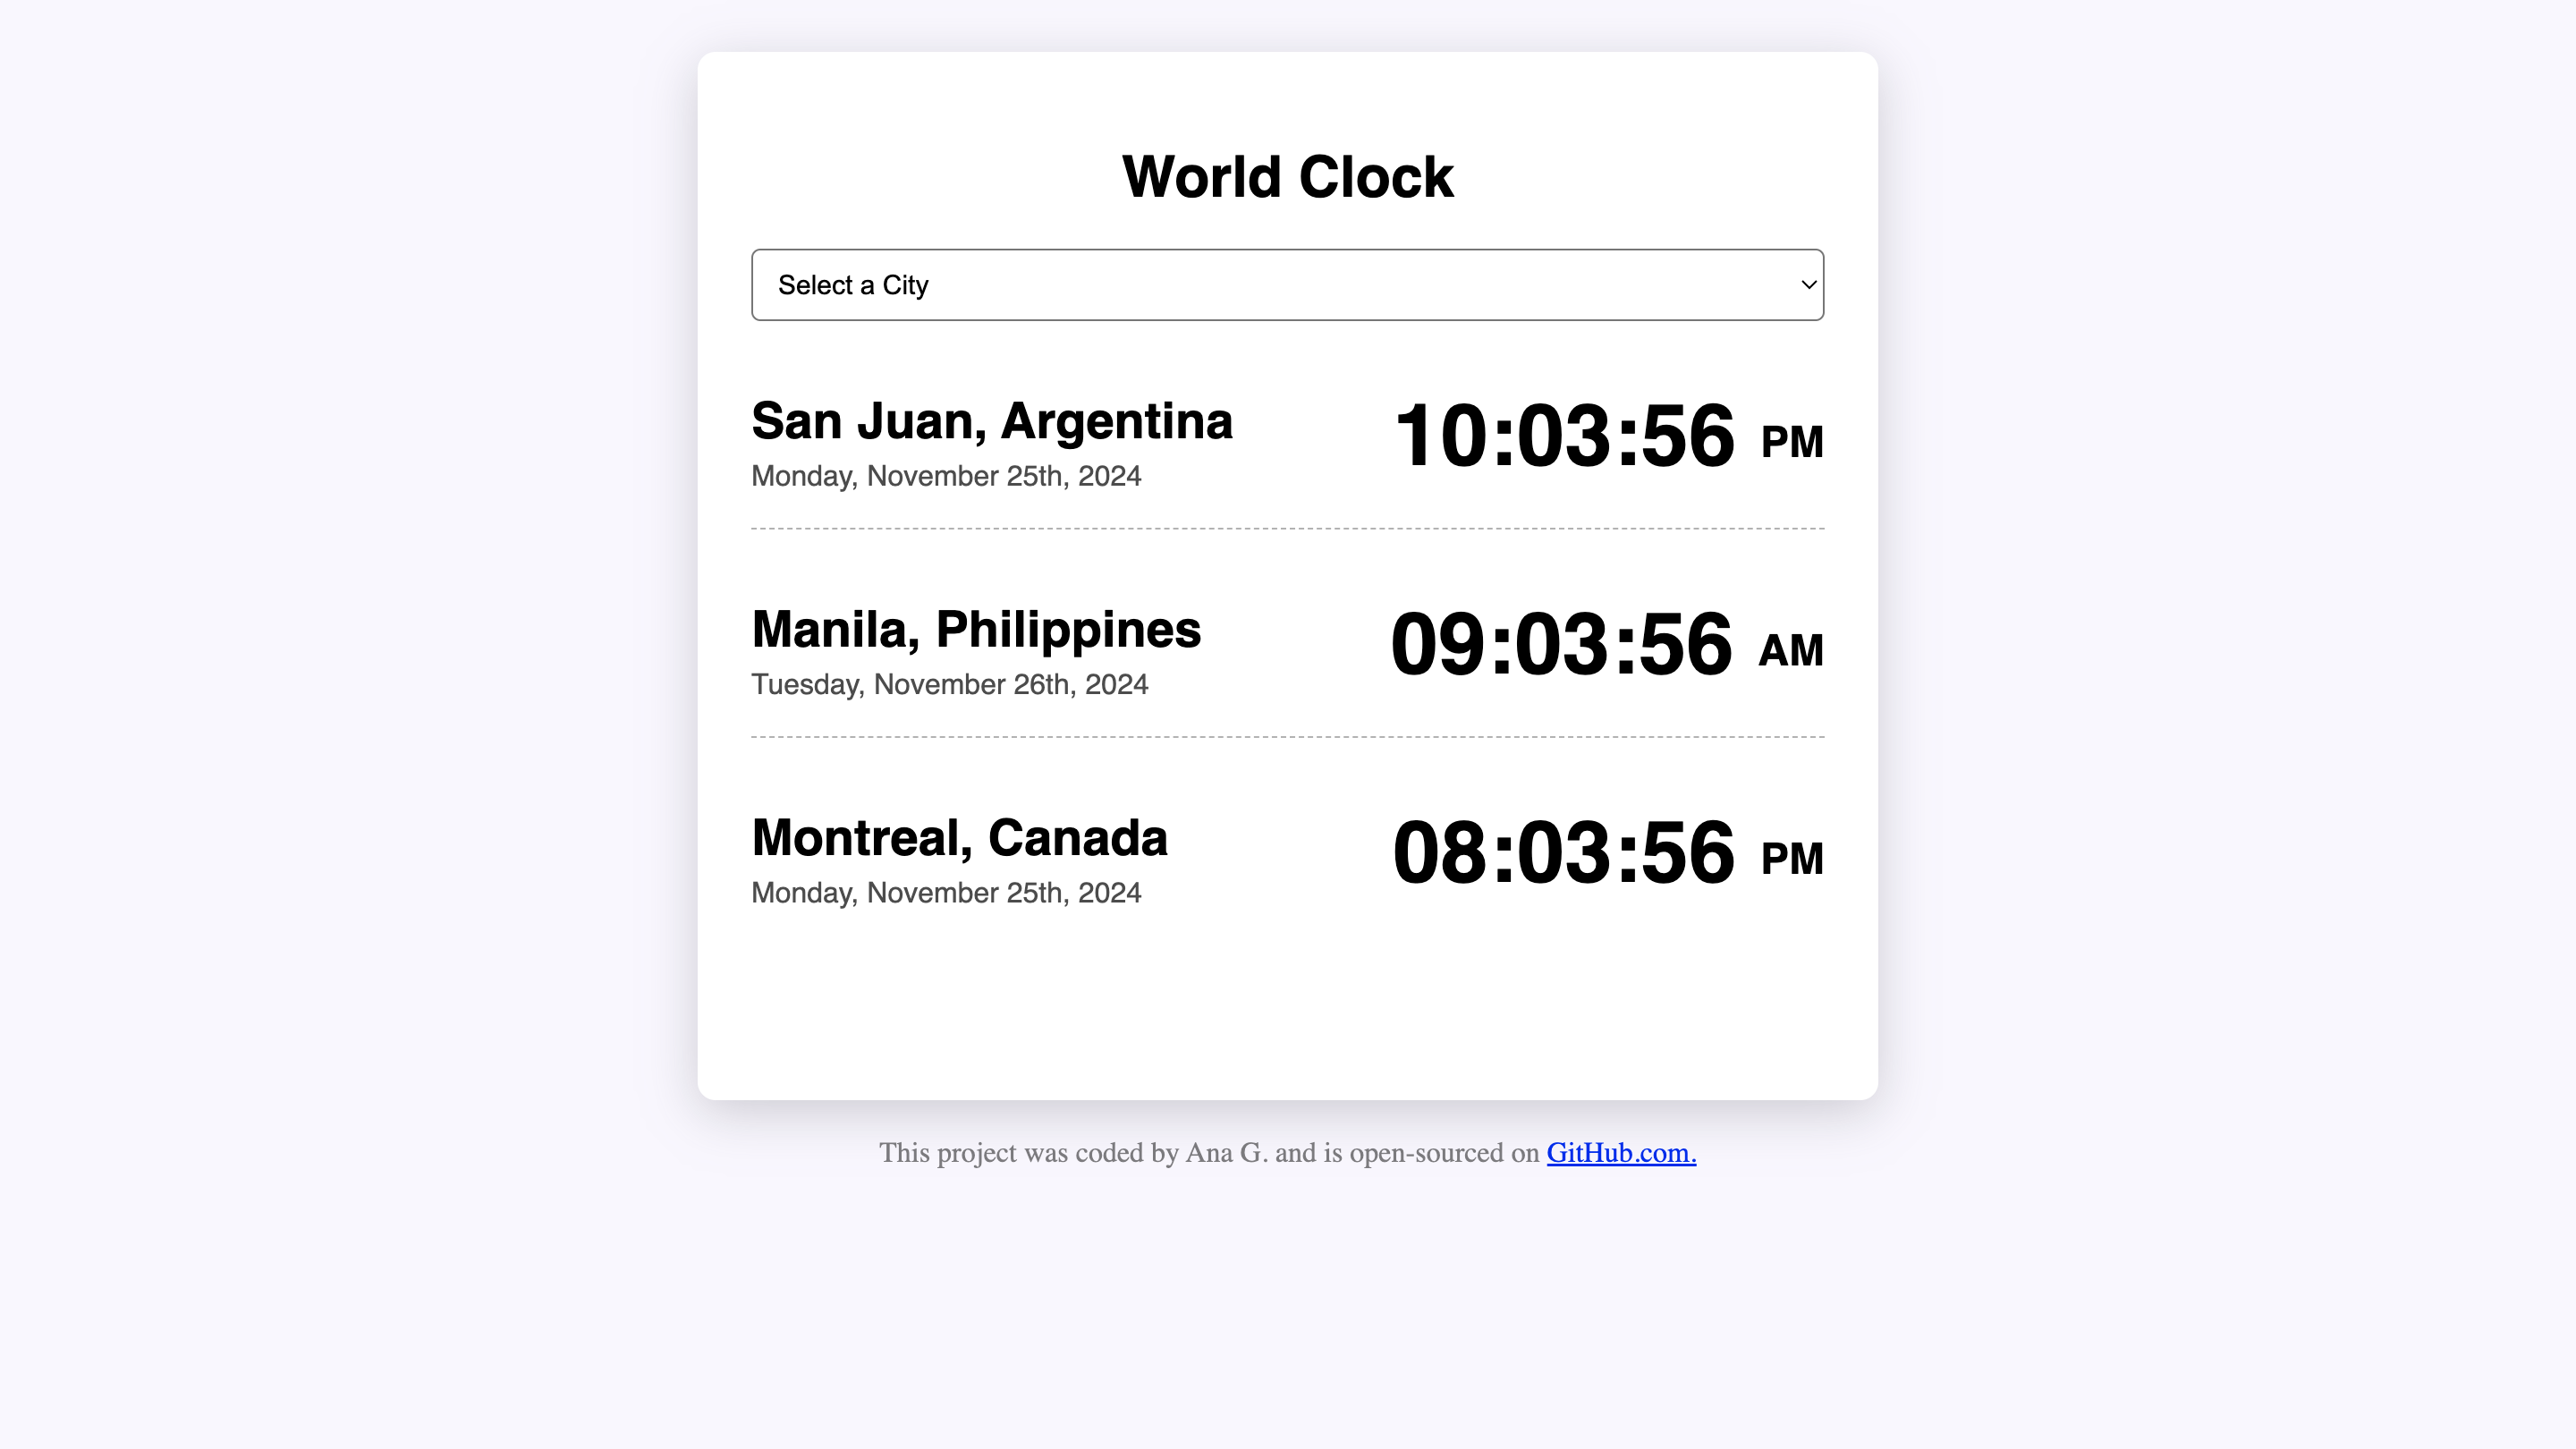 World Clock
Select a City
San Juan, Argentina
10:03:56 PM
Monday, November 25th, 2024
Manila, Philippines
09:03:56 AM
Tuesday, November 26th, 2024
Montreal, Canada
08:03:56 PM
Monday, November 25th, 2024
This project was coded by Ana G. and is open-sourced on GitHub.com.